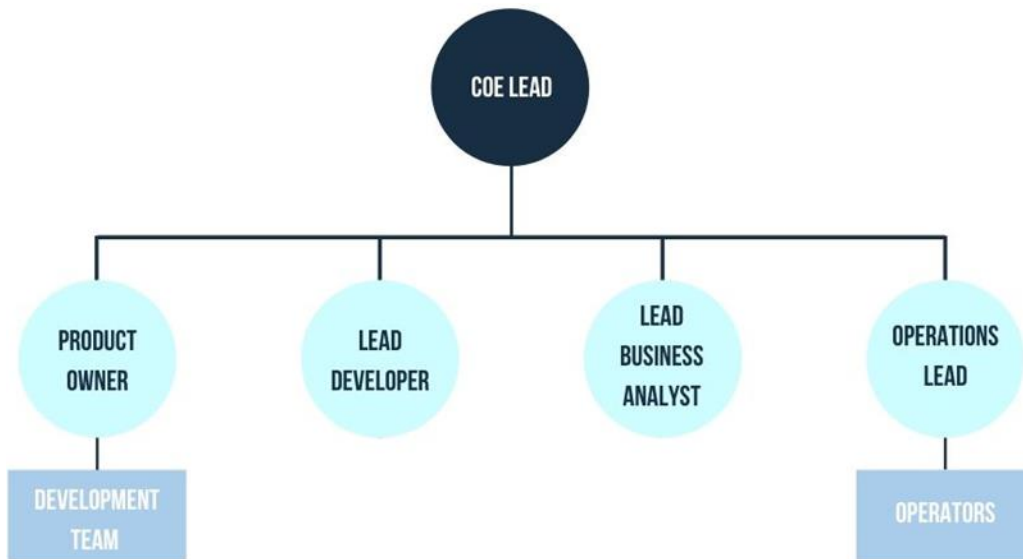 COE LEAD
PRODUCT
OWNER
LEAD
DEVELOPER
LEAD
BUSINESS
ANALYST
OPERATIONS
LEAD
DEVELOPMENT
TEAM
OPERATORS